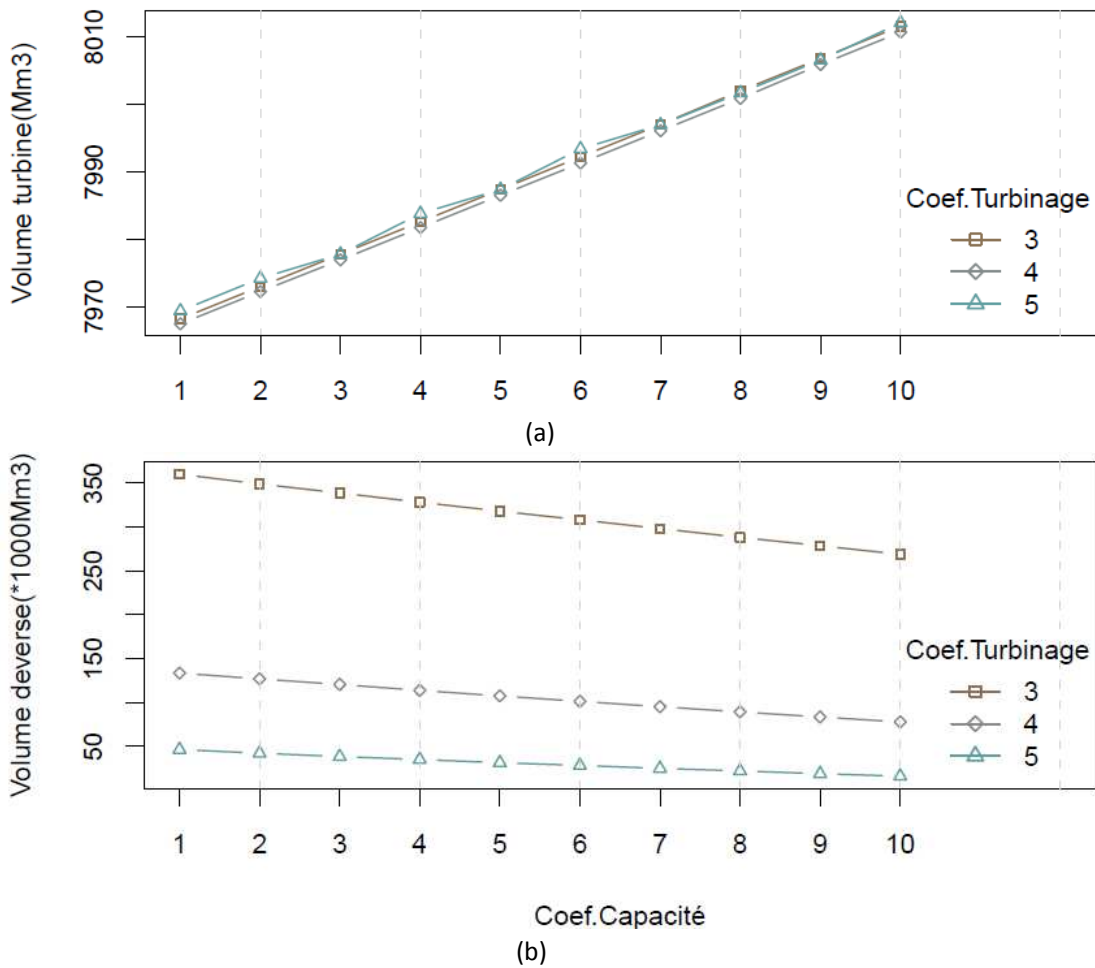 Volume turbine(Mm3)
8010
7990
7970
Coef.Turbinage
3
4
5
1 2 3 4 5 6 7 8 9 10
(a)
Volume deverse(*1000Mm3)
350
250
150
50
Coef.Turbinage
3
4
5
1 2 3 4 5 6 7 8 9 10
Coef.Capacité
(b)